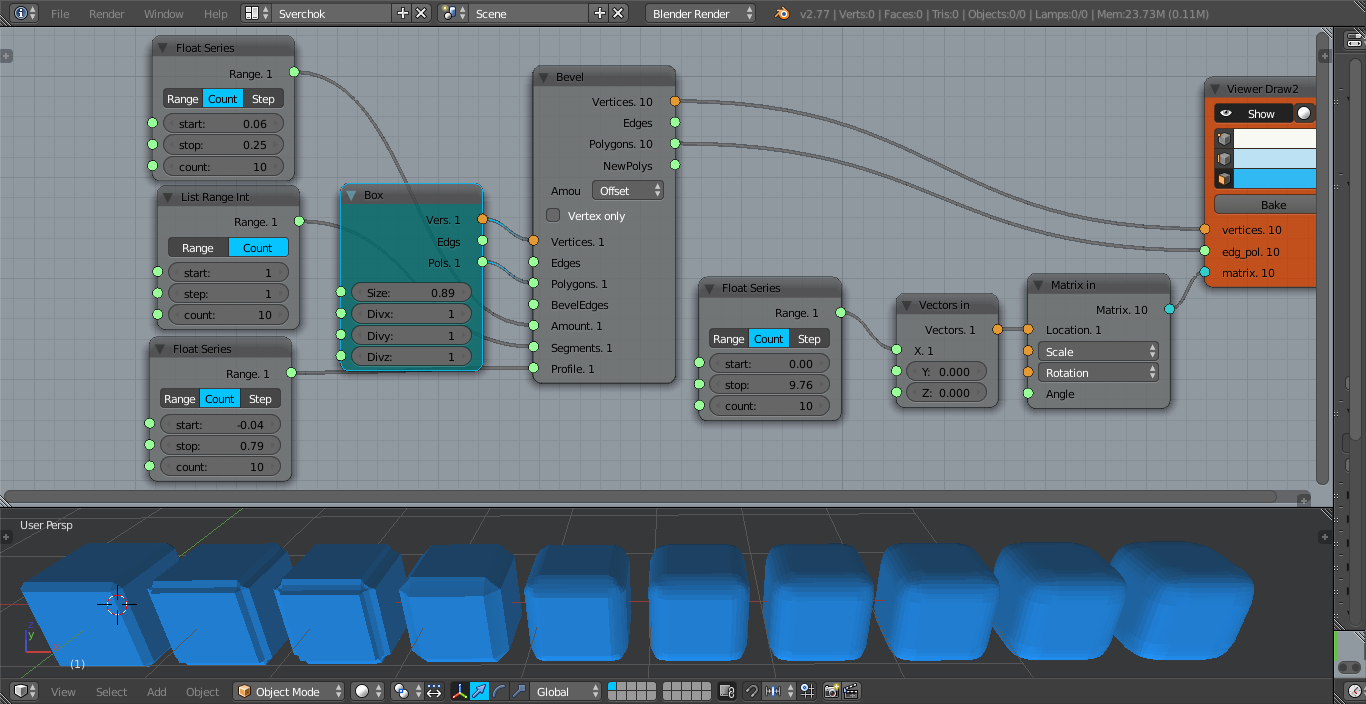 File Render Window Help Sverchok Scene Blender Render v2.77 | Verts:0 | Faces:0 | Tris:0 | Objects:0/0 | Lamps:0/0 | Mem:23.73M (0.11M)
Float Series
Range. 1
Range Count Step
start: 0.06
stop: 0.25
count: 10
List Range Int
Range. 1
Range Count
start: 1
step: 1
count: 10
Float Series
Range. 1
Range Count Step
start: -0.04
stop: 0.79
count: 10
Box
Vers. 1
Edgs
Pols. 1
Size: 0.89
Divx: 1
Divy: 1
Divz: 1
Bevel
Vertices. 10
Edges
Polygons. 10
NewPolys
Amou Offset
Vertex only
Vertices. 1
Edges
Polygons. 1
BevelEdges
Amount. 1
Segments. 1
Profile. 1
Float Series
Range. 1
Range Count Step
start: 0.00
stop: 9.76
count: 10
Vectors in
Vectors. 1
X. 1
Y: 0.000
Z: 0.000
Matrix in
Matrix. 10
Location. 1
Scale
Rotation
Angle
Viewer Draw2
Show
Bake
vertices. 10
edg_pol. 10
matrix. 10
User Persp
z
y
(1)
View Select Add Object Object Mode Global